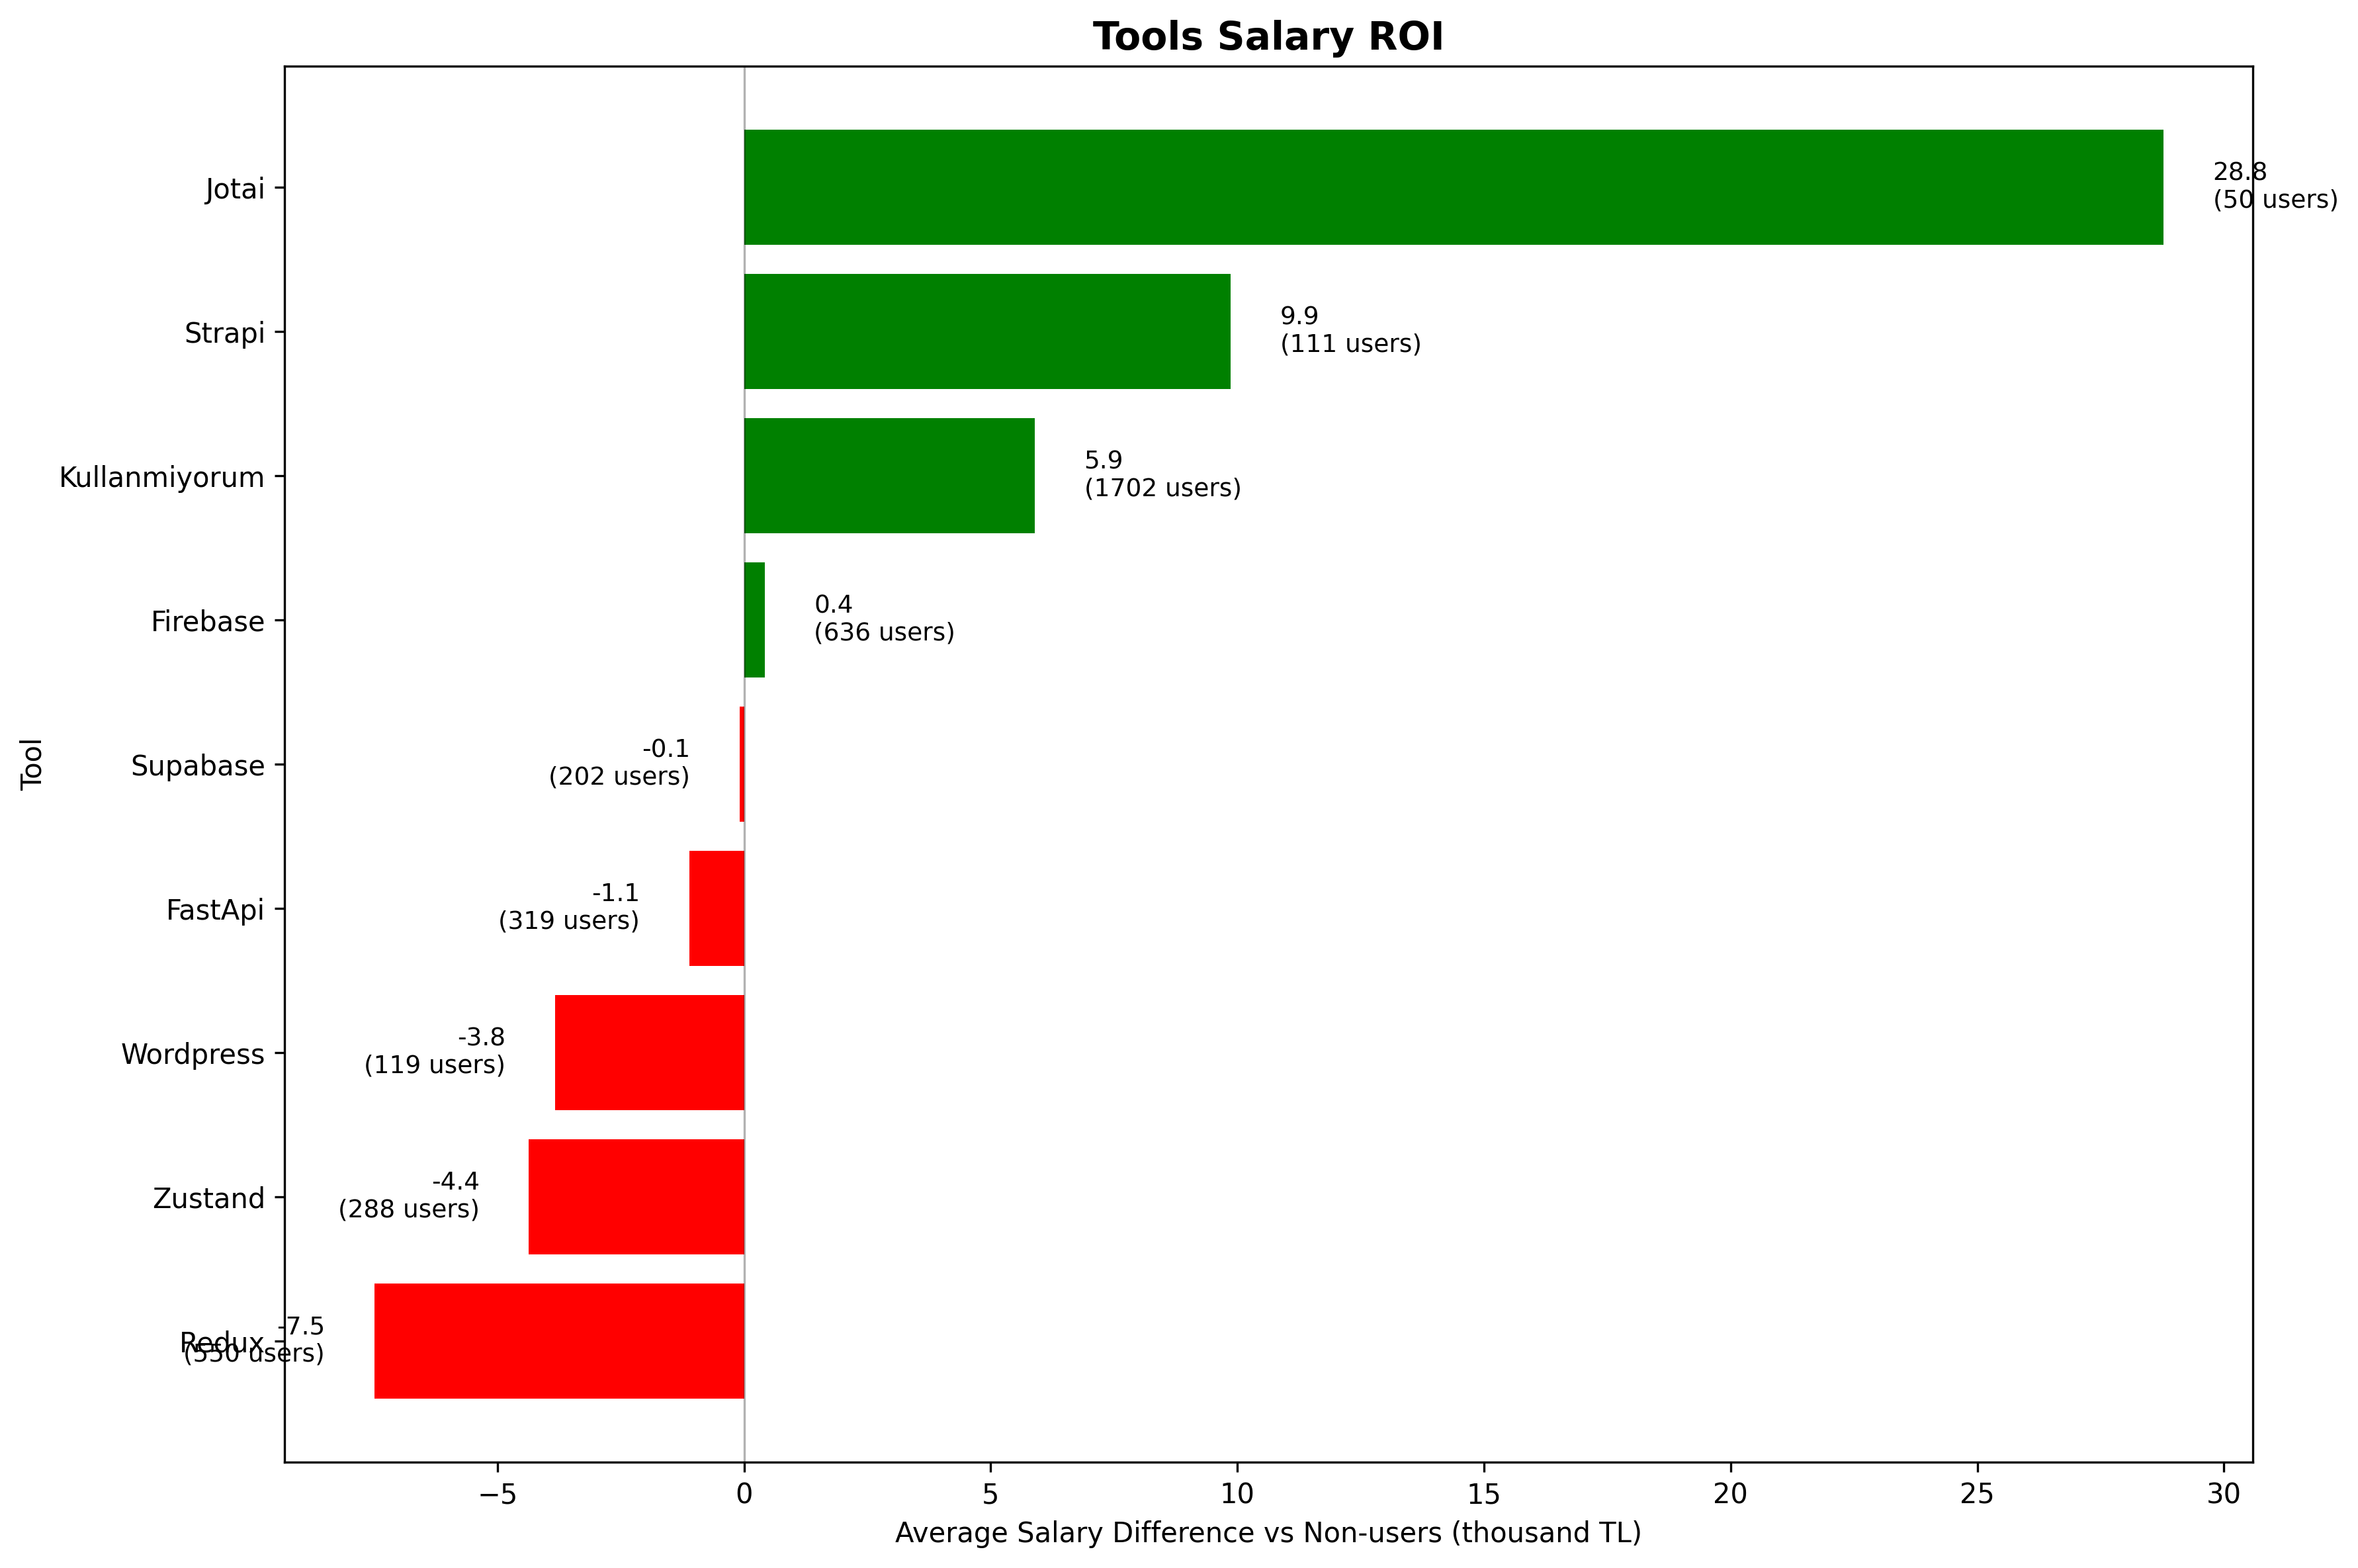 Tools Salary ROI
Jotai
28.8
(50 users)
Strapi
9.9
(111 users)
Kullanmiyorum
5.9
(1702 users)
Firebase
0.4
(636 users)
Supabase
-0.1
(202 users)
FastApi
-1.1
(319 users)
Wordpress
-3.8
(119 users)
Zustand
-4.4
(288 users)
Redux
-7.5
(550 users)
Tool
−5 0 5 10 15 20 25 30
Average Salary Difference vs Non-users (thousand TL)